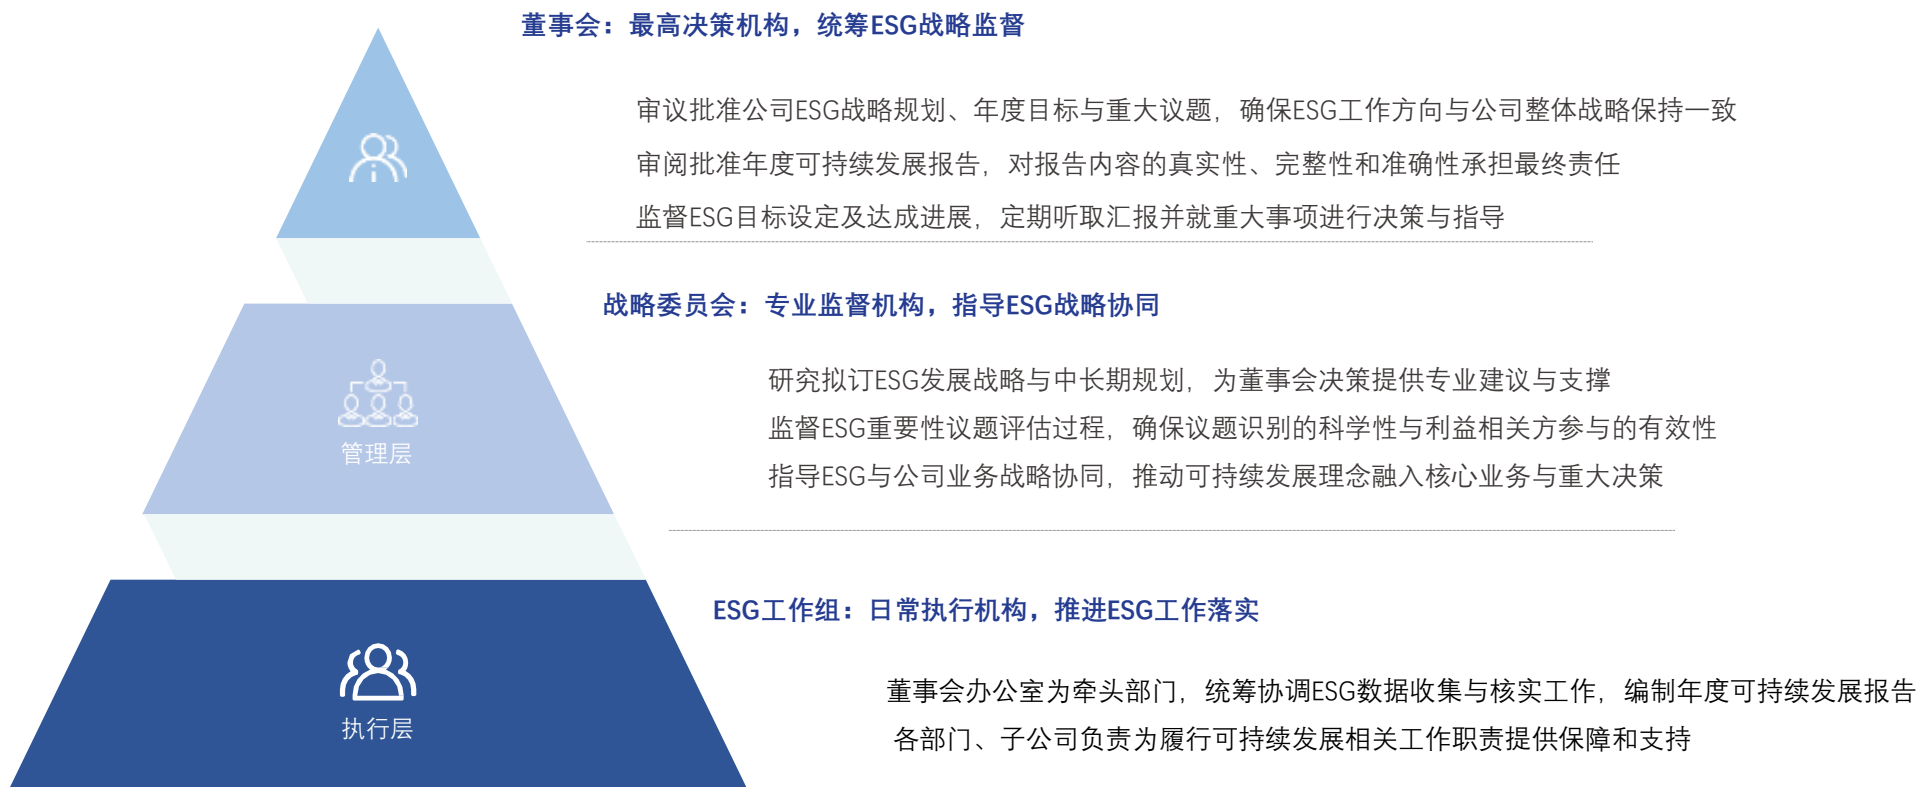 董事会：最高决策机构，统筹ESG战略监督
审议批准公司ESG战略规划、年度目标与重大议题，确保ESG工作方向与公司整体战略保持一致
审阅批准年度可持续发展报告，对报告内容的真实性、完整性和准确性承担最终责任
监督ESG目标设定及达成进展，定期听取汇报并就重大事项进行决策与指导
战略委员会：专业监督机构，指导ESG战略协同
研究拟订ESG发展战略与中长期规划，为董事会决策提供专业建议与支撑
监督ESG重要性议题评估过程，确保议题识别的科学性与利益相关方参与的有效性
指导ESG与公司业务战略协同，推动可持续发展理念融入核心业务与重大决策
管理层
ESG工作组：日常执行机构，推进ESG工作落实
董事会办公室为牵头部门，统筹协调ESG数据收集与核实工作，编制年度可持续发展报告
各部门、子公司负责为履行可持续发展相关工作职责提供保障和支持
执行层